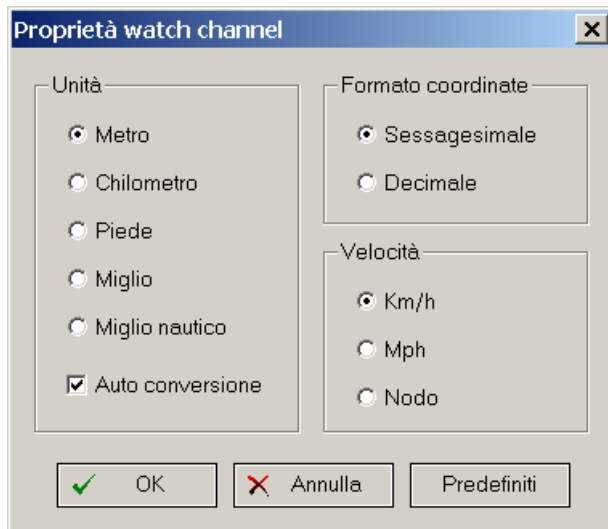 Proprietà watch channel
Unità
Metro
Chilometro
Piede
Miglio
Miglio nautico
Auto conversione
Formato coordinate
Sessagesimale
Decimale
Velocità
Km/h
Mph
Nodo
OK
Annulla
Predefiniti